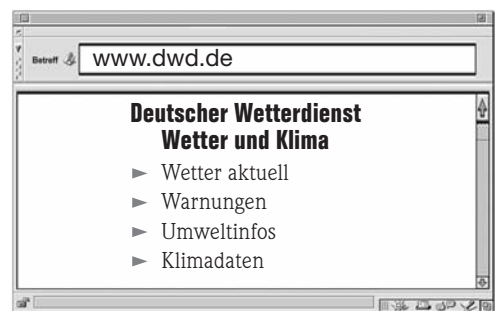 Betreff www.dwd.de
Deutscher Wetterdienst
Wetter und Klima
► Wetter aktuell
► Warnungen
► Umweltinfos
► Klimadaten